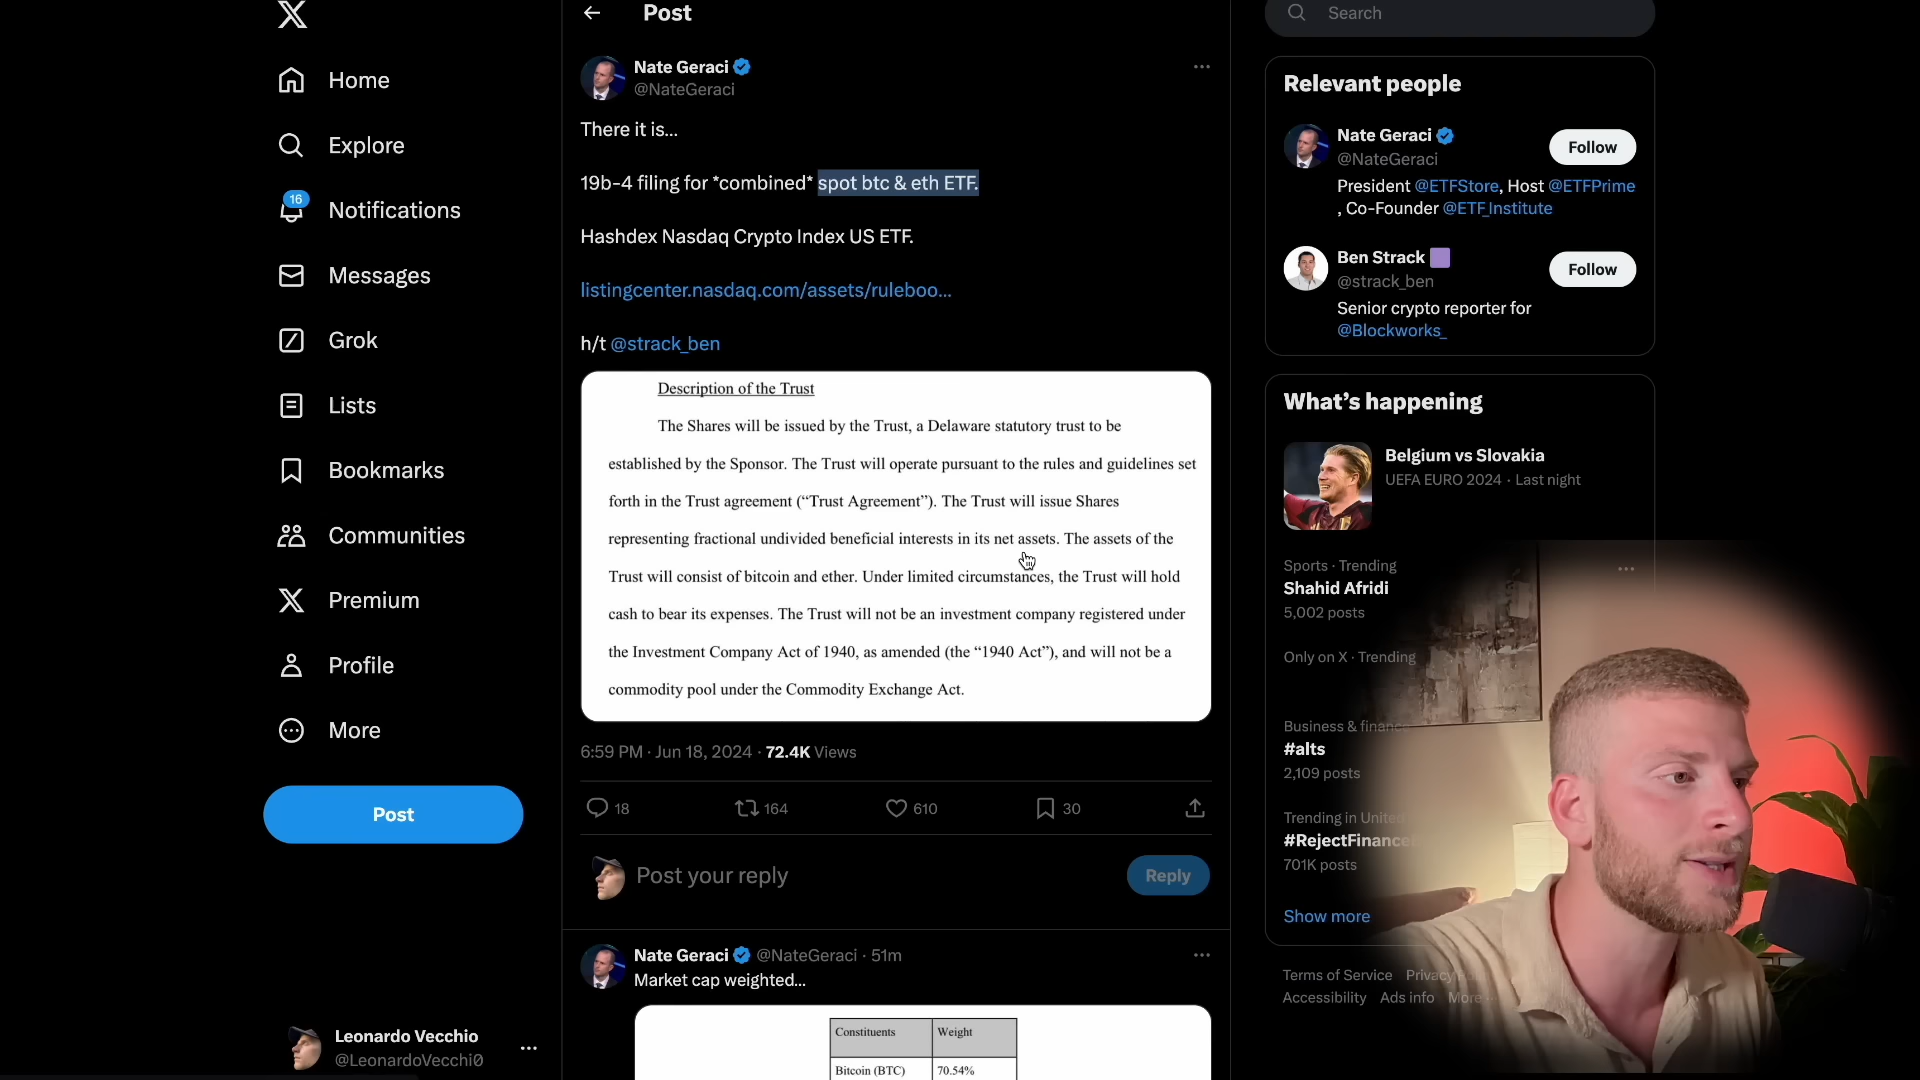 Home
Explore
16
Notifications
Messages
Grok
Lists
Bookmarks
Communities
Premium
Profile
More
Post
Leonardo Vecchio
@LeonardoVecchi0
Post
Nate Geraci
@NateGeraci
There it is...
19b-4 filing for *combined* spot btc & eth ETF.
Hashdex Nasdaq Crypto Index US ETF.
listingcenter.nasdaq.com/assets/ruleboo...
h/t @strack_ben
Description of the Trust
The Shares will be issued by the Trust, a Delaware statutory trust to be
established by the Sponsor. The Trust will operate pursuant to the rules and guidelines set
forth in the Trust agreement (“Trust Agreement”). The Trust will issue Shares
representing fractional undivided beneficial interests in its net assets. The assets of the
Trust will consist of bitcoin and ether. Under limited circumstances, the Trust will hold
cash to bear its expenses. The Trust will not be an investment company registered under
the Investment Company Act of 1940, as amended (the “1940 Act”), and will not be a
commodity pool under the Commodity Exchange Act.
6:59 PM · Jun 18, 2024 · 72.4K Views
18 164 610 30
Post your reply
Reply
Nate Geraci @NateGeraci · 51m
Market cap weighted...
Constituents Weight
Bitcoin (BTC) 70.54%
Search
Relevant people
Nate Geraci
@NateGeraci
Follow
President @ETFStore, Host @ETFPrime
, Co-Founder @ETF_Institute
Ben Strack
@strack_ben
Follow
Senior crypto reporter for
@Blockworks_
What’s happening
Belgium vs Slovakia
UEFA EURO 2024 · Last night
Sports · Trending
Shahid Afridi
5,002 posts
Only on X · Trending
Business & finance
#alts
2,109 posts
Trending in United
#RejectFinance
701K posts
Show more
Terms of Service Privacy
Accessibility Ads info More